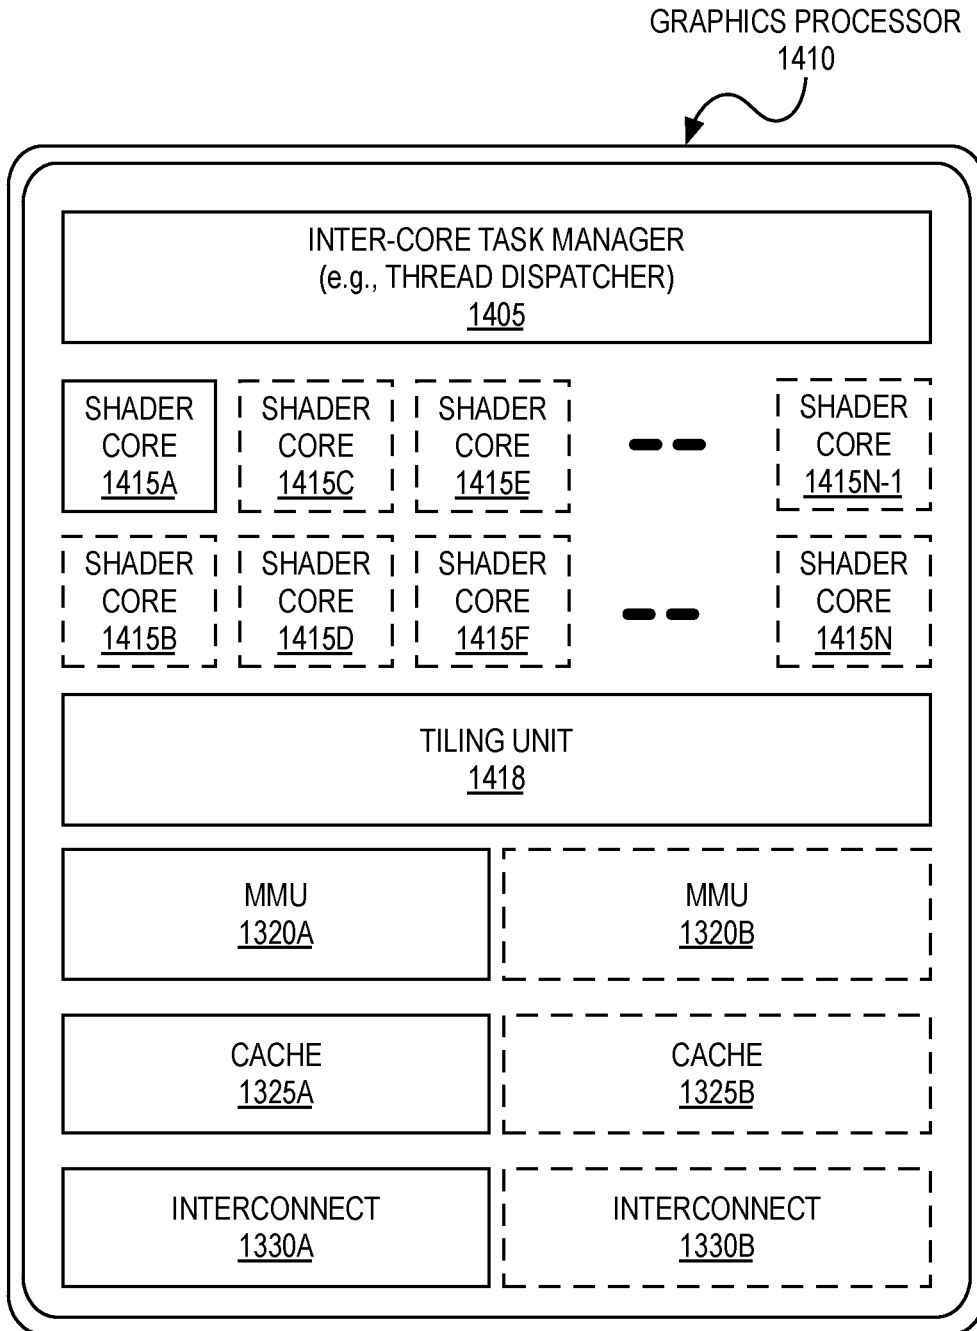 GRAPHICS PROCESSOR
1410
INTER-CORE TASK MANAGER
(e.g., THREAD DISPATCHER)
1405
SHADER
CORE
1415A
SHADER
CORE
1415C
SHADER
CORE
1415E
SHADER
CORE
1415N-1
SHADER
CORE
1415B
SHADER
CORE
1415D
SHADER
CORE
1415F
SHADER
CORE
1415N
TILING UNIT
1418
MMU
1320A
MMU
1320B
CACHE
1325A
CACHE
1325B
INTERCONNECT
1330A
INTERCONNECT
1330B